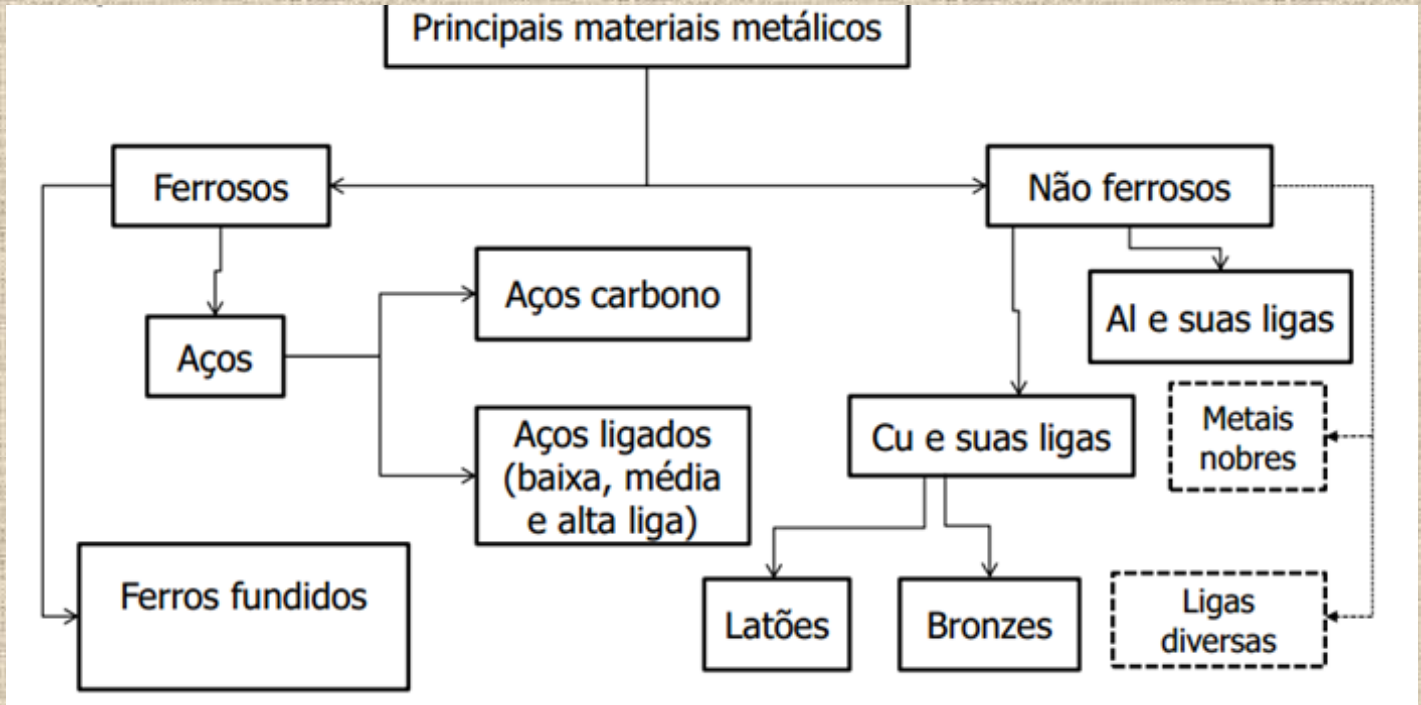 Principais materiais metálicos
Ferrosos
Não ferrosos
Aços carbono
Al e suas ligas
Aços
Aços ligados
(baixa, média
e alta liga)
Cu e suas ligas
Metais
nobres
Ferros fundidos
Latões
Bronzes
Ligas
diversas